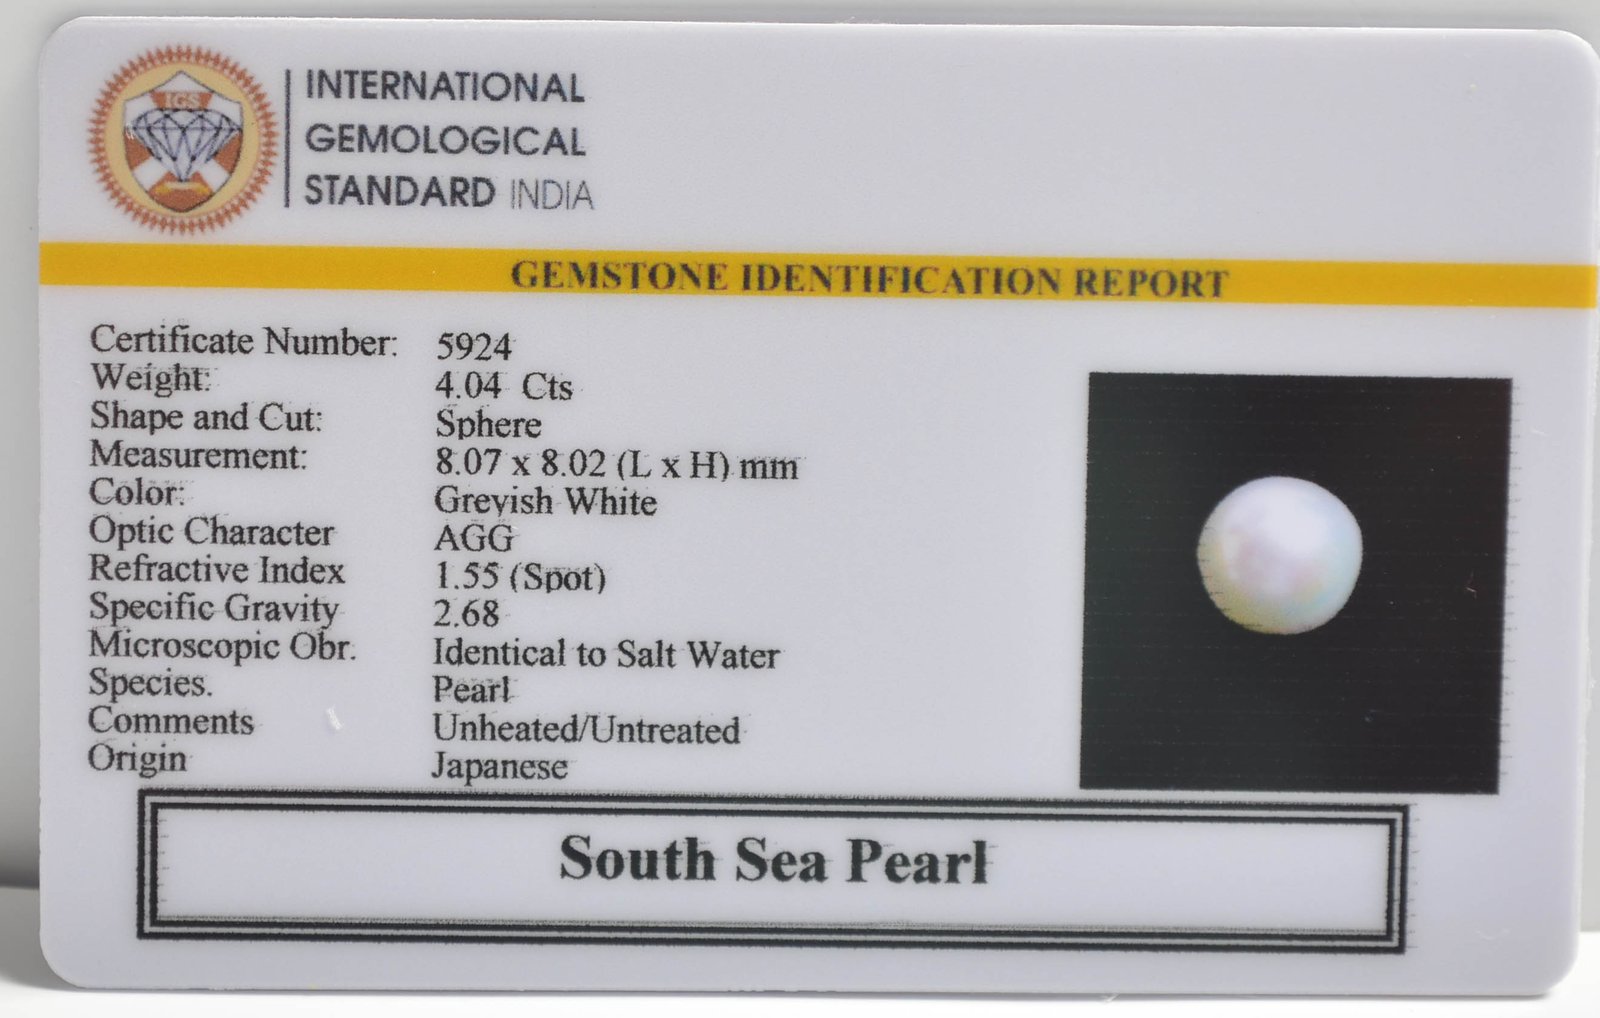 IGS
INTERNATIONAL
GEMOLOGICAL
STANDARD INDIA
GEMSTONE IDENTIFICATION REPORT
Certificate Number: 5924
Weight: 4.04 Cts
Shape and Cut: Sphere
Measurement: 8.07 x 8.02 (L x H) mm
Color: Greyish White
Optic Character AGG
Refractive Index 1.55 (Spot)
Specific Gravity 2.68
Microscopic Obr. Identical to Salt Water
Species. Pearl
Comments Unheated/Untreated
Origin Japanese
South Sea Pearl